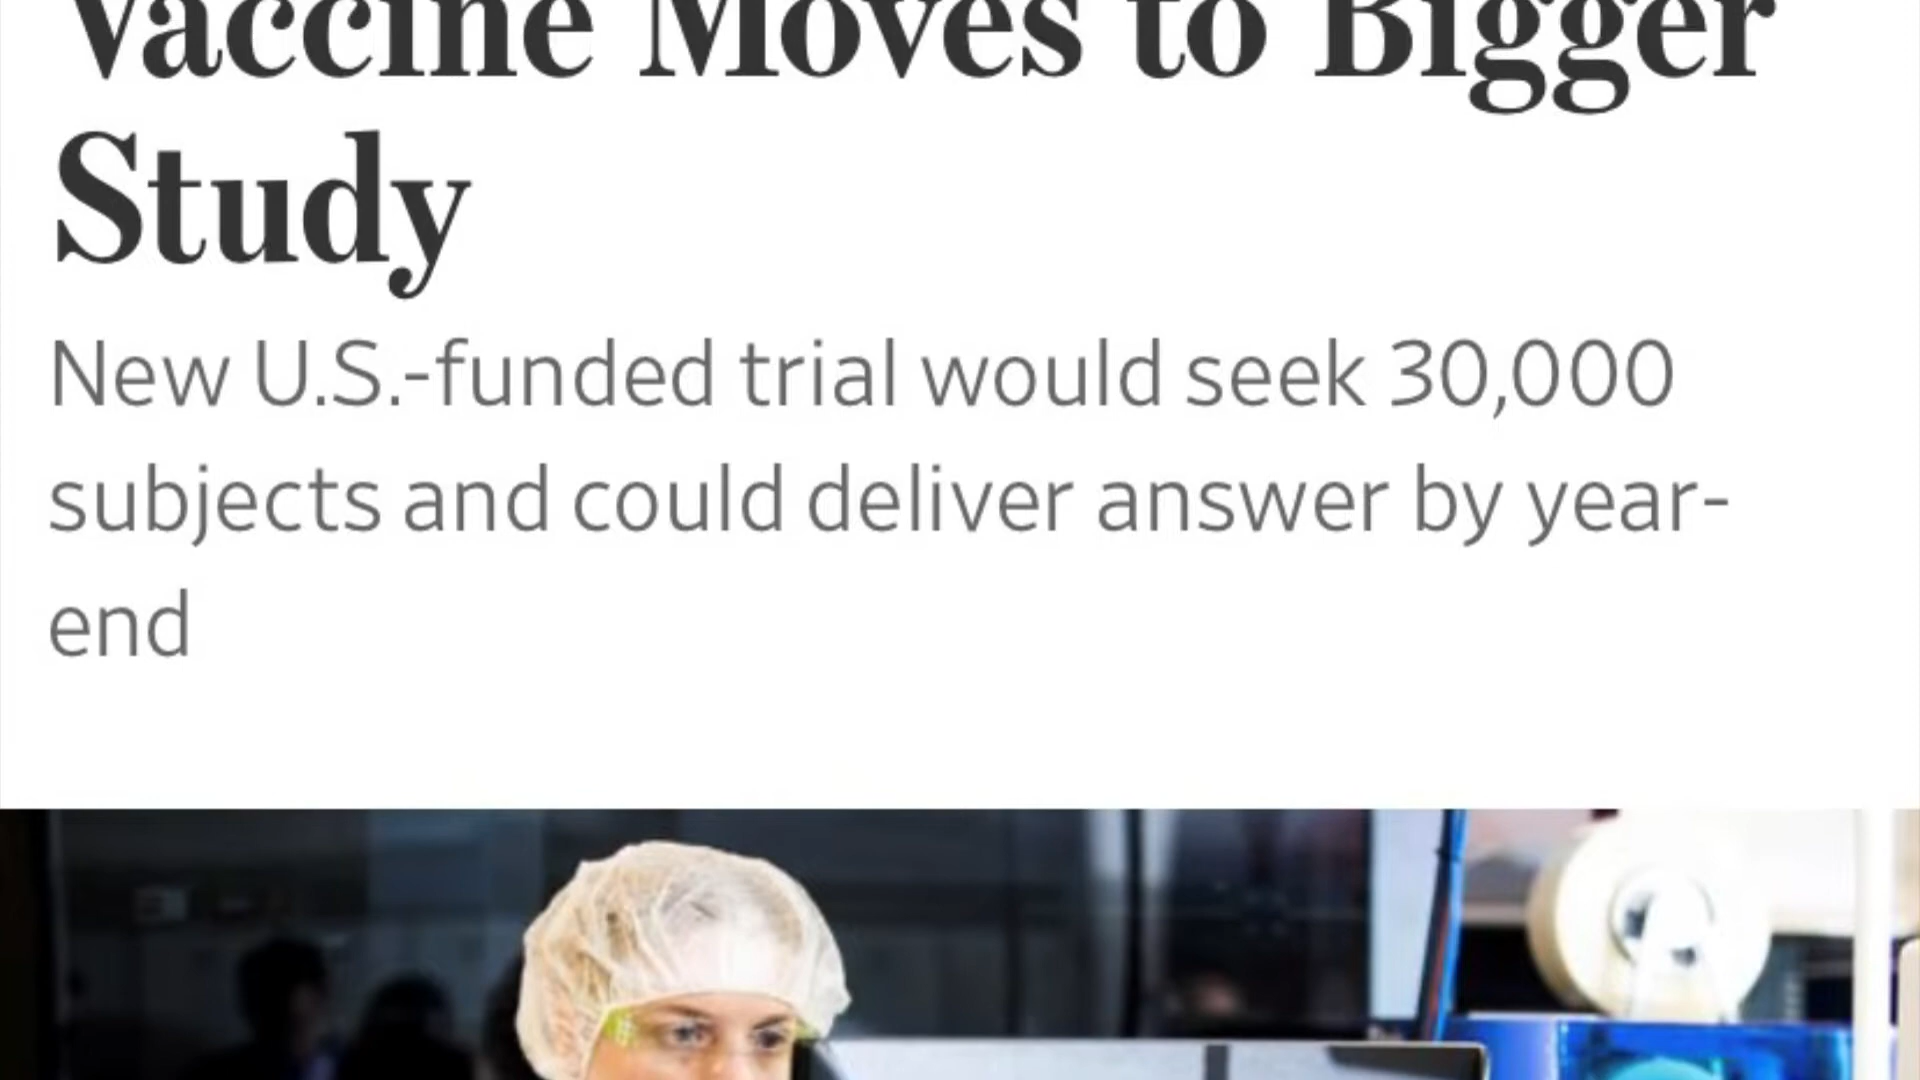 Vaccine Moves to Bigger
Study
New U.S.-funded trial would seek 30,000
subjects and could deliver answer by year-
end